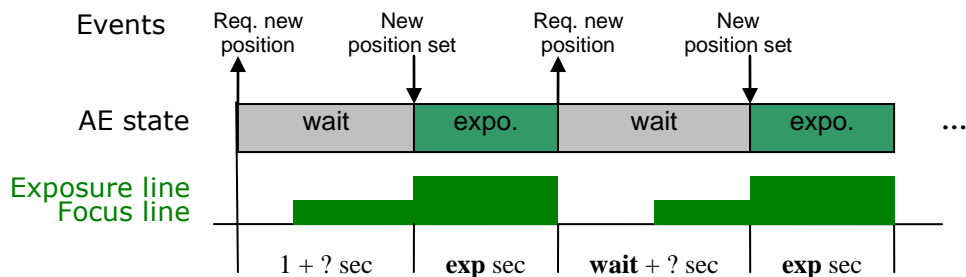 Events
Req. new position
New position set
Req. new position
New position set
AE state
wait
expo.
wait
expo.
...
Exposure line
Focus line
1 + ? sec
exp sec
wait + ? sec
exp sec